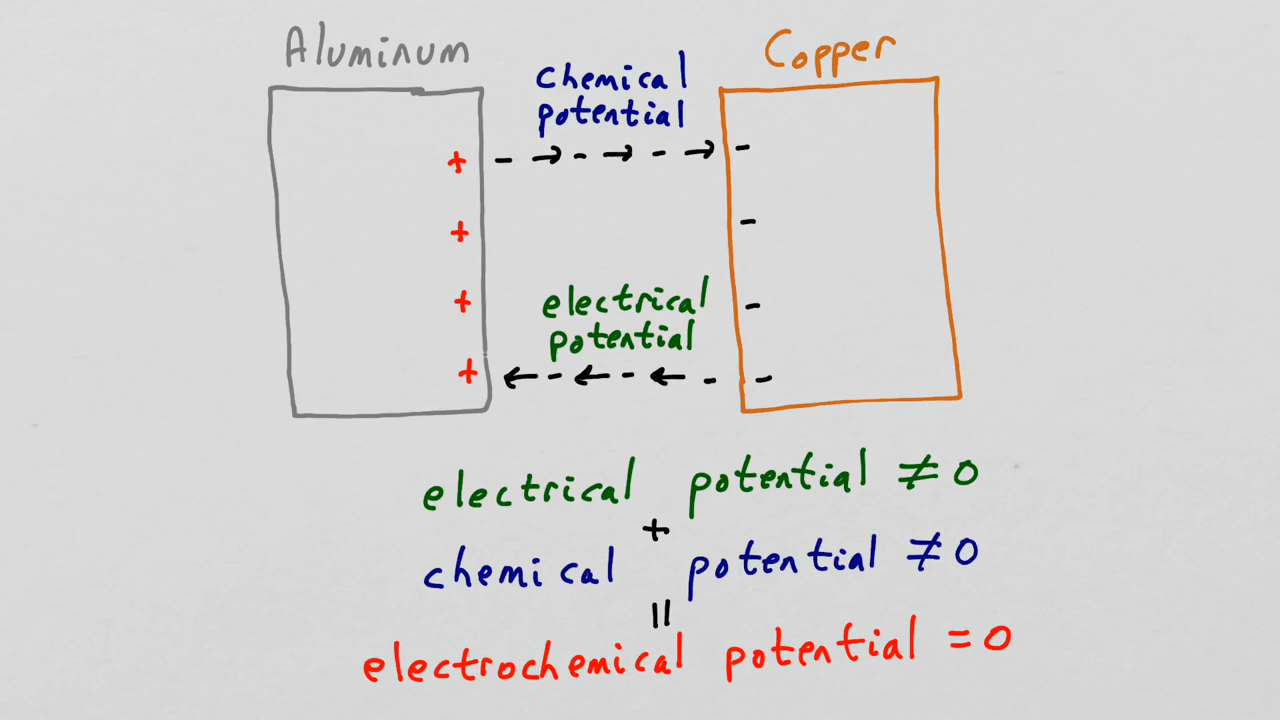 Aluminum
Copper
chemical
potential
+ - → - → - → -
+ -
electrical
potential
+ -
+ ← - ← - ← - -
electrical potential ≠ 0
+
chemical potential ≠ 0
=
electrochemical potential = 0